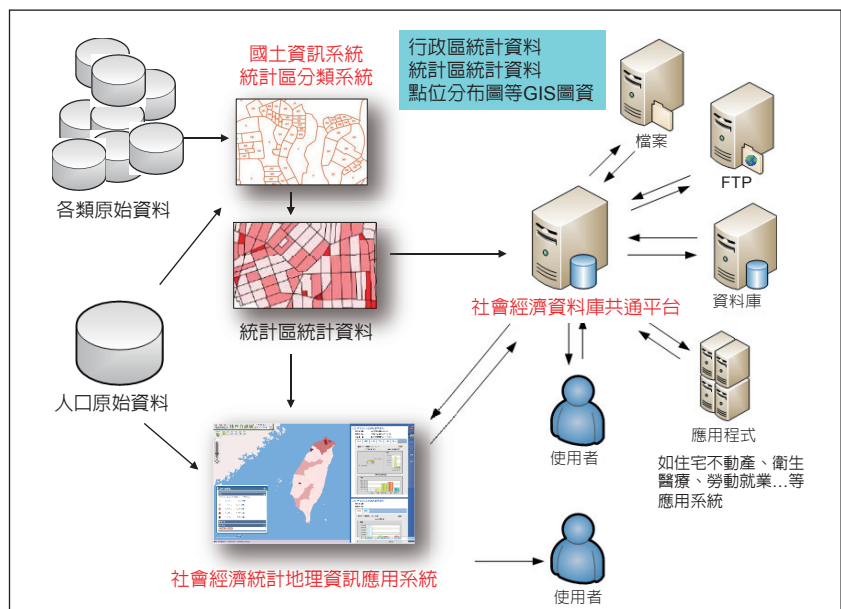 國土資訊系統
統計區分類系統
行政區統計資料
統計區統計資料
點位分布圖等GIS圖資
檔案
FTP
各類原始資料
統計區統計資料
社會經濟資料庫共通平台
資料庫
人口原始資料
使用者
應用程式
如住宅不動產、衛生
醫療、勞動就業...等
應用系統
社會經濟統計地理資訊應用系統
使用者